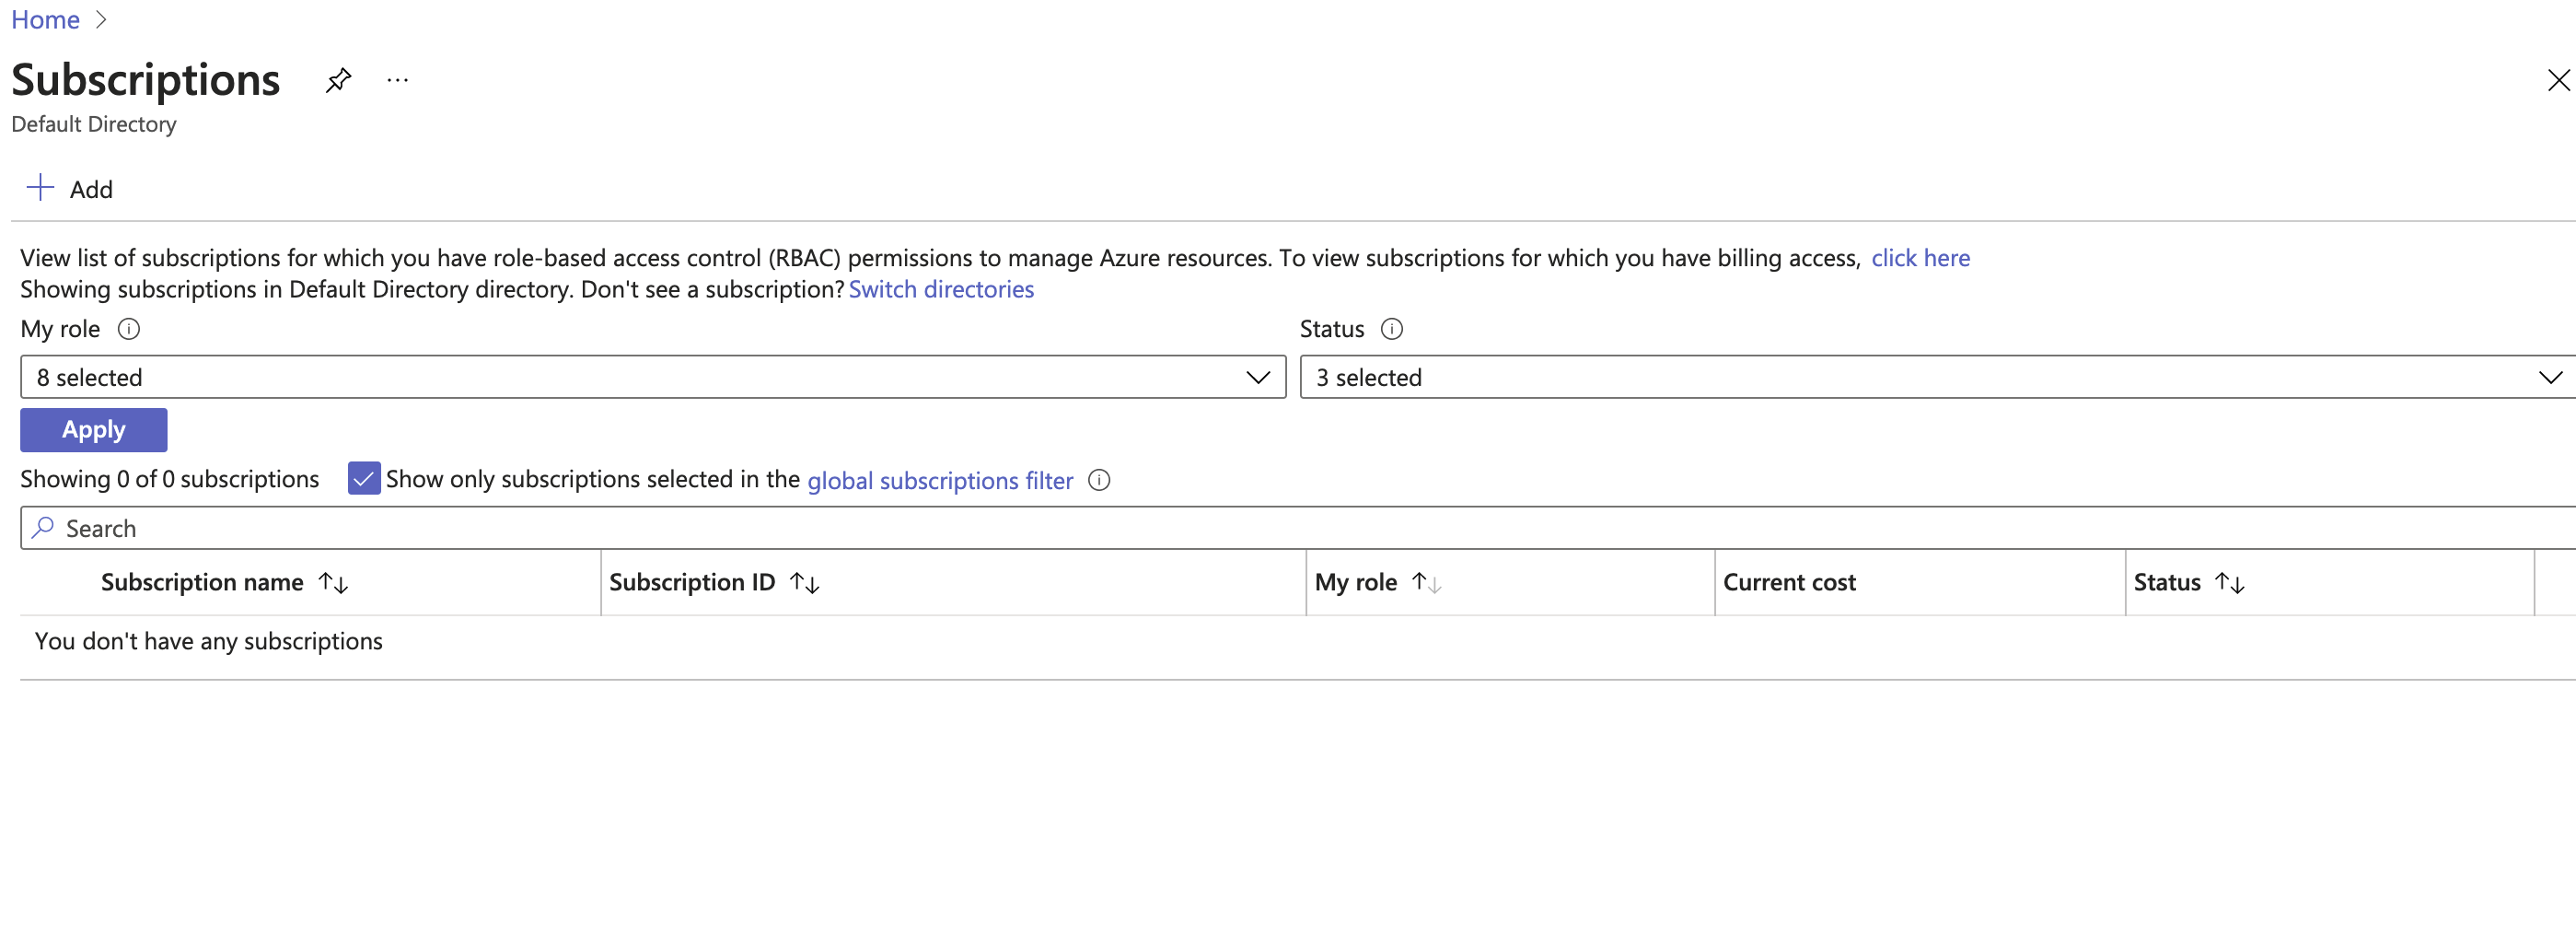 Home
Subscriptions
Default Directory
Add
View list of subscriptions for which you have role-based access control (RBAC) permissions to manage Azure resources. To view subscriptions for which you have billing access, click here
Showing subscriptions in Default Directory directory. Don't see a subscription? Switch directories
My role Status
8 selected 3 selected
Apply
Showing 0 of 0 subscriptions Show only subscriptions selected in the global subscriptions filter
Search
Subscription name Subscription ID My role Current cost Status
You don't have any subscriptions